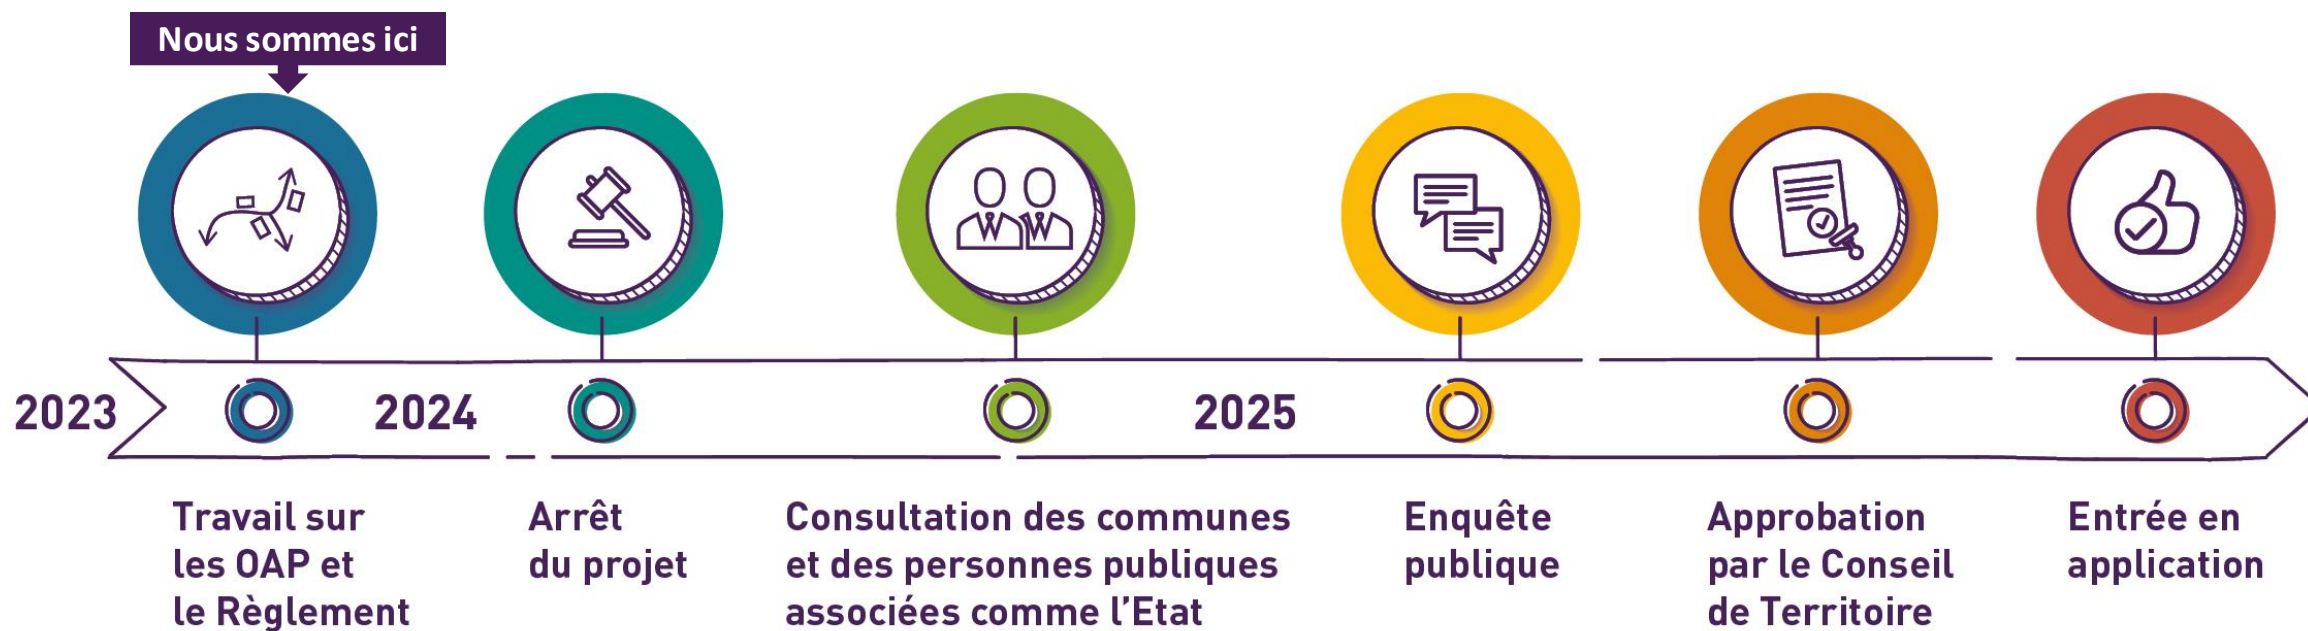 Nous sommes ici
2023
2024
2025
Travail sur
les OAP et
le Règlement
Arrêt
du projet
Consultation des communes
et des personnes publiques
associées comme l'Etat
Enquête
publique
Approbation
par le Conseil
de Territoire
Entrée en
application